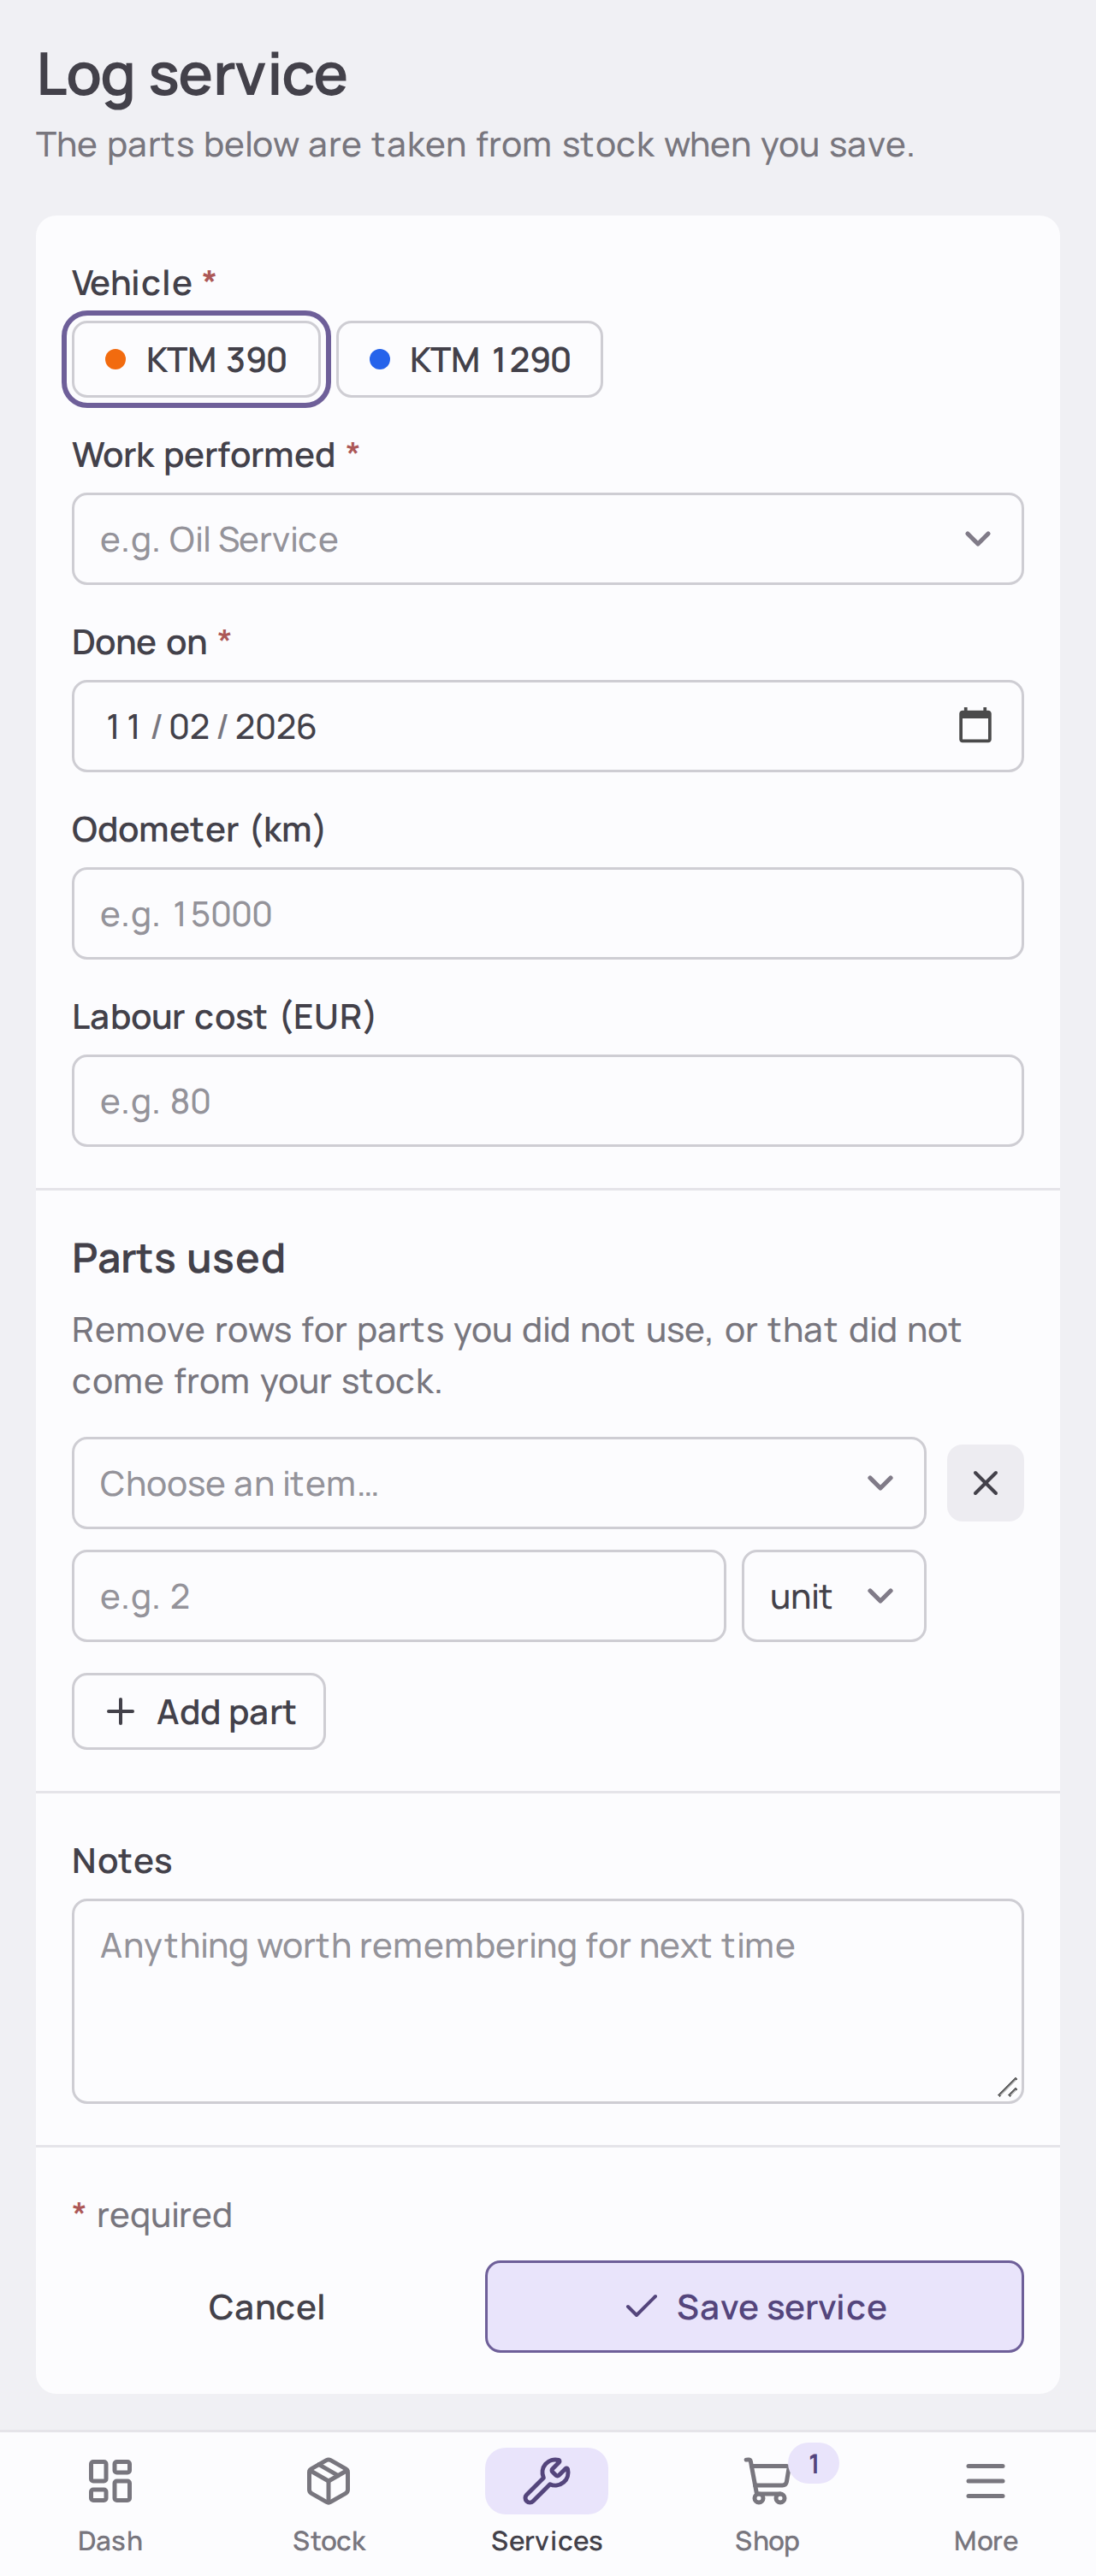 Log service
The parts below are taken from stock when you save.
Vehicle *
KTM 390 KTM 1290
Work performed *
e.g. Oil Service
Done on *
11/02/2026
Odometer (km)
e.g. 15000
Labour cost (EUR)
e.g. 80
Parts used
Remove rows for parts you did not use, or that did not
come from your stock.
Choose an item...
e.g. 2 unit
Add part
Notes
Anything worth remembering for next time
* required
Cancel Save service
1
Dash Stock Services Shop More